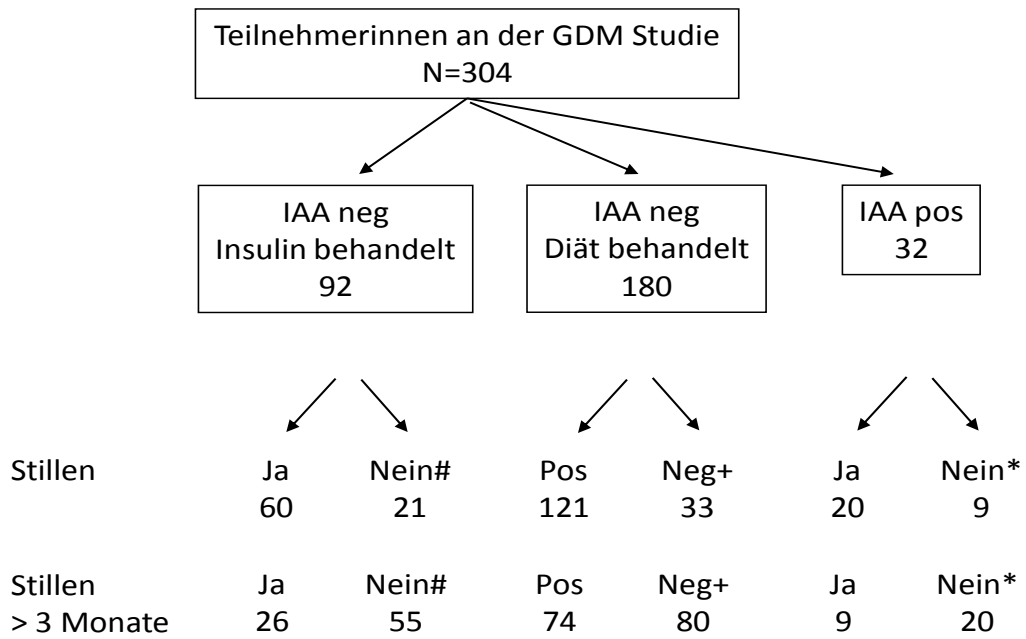 Teilnehmerinnen an der GDM Studie
N=304
IAA neg
Insulin behandelt
92
IAA neg
Diät behandelt
180
IAA pos
32
Stillen Ja Nein# Pos Neg+ Ja Nein*
60 21 121 33 20 9
Stillen Ja Nein# Pos Neg+ Ja Nein*
> 3 Monate 26 55 74 80 9 20